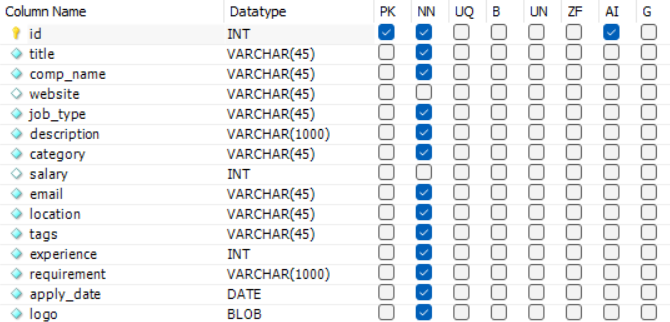 Column Name Datatype PK NN UQ B UN ZF AI G
id INT
title VARCHAR(45)
comp_name VARCHAR(45)
website VARCHAR(45)
job_type VARCHAR(45)
description VARCHAR(1000)
category VARCHAR(45)
salary INT
email VARCHAR(45)
location VARCHAR(45)
tags VARCHAR(45)
experience INT
requirement VARCHAR(1000)
apply_date DATE
logo BLOB